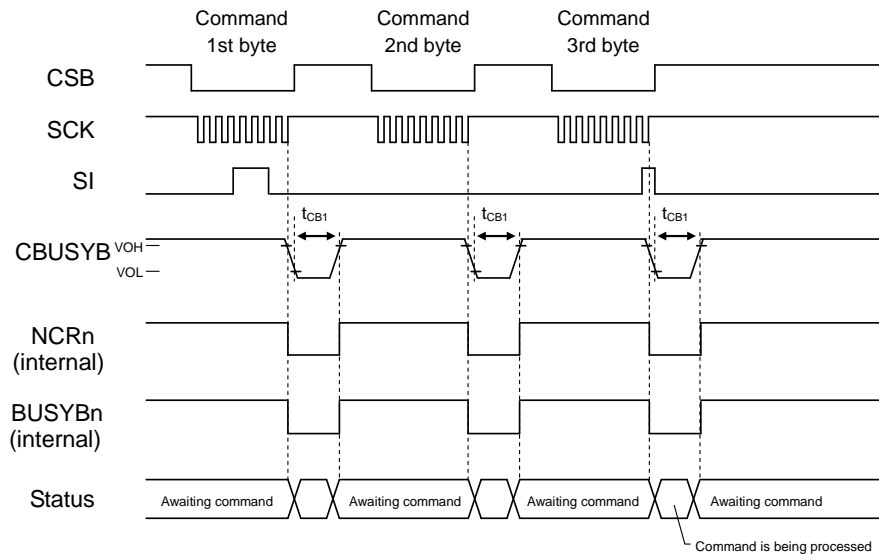 Command
1st byte
Command
2nd byte
Command
3rd byte
CSB
SCK
SI
tCB1
tCB1
tCB1
CBUSYB
VOH
VOL
NCRn
(internal)
BUSYBn
(internal)
Status
Awaiting command
Awaiting command
Awaiting command
Awaiting command
Command is being processed